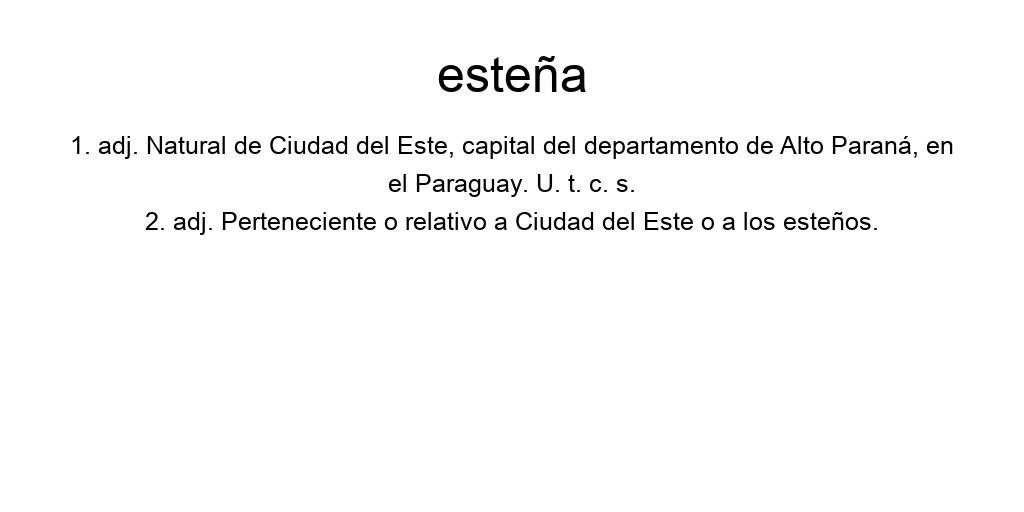 esteña
1. adj. Natural de Ciudad del Este, capital del departamento de Alto Paraná, en
el Paraguay. U. t. c. s.
2. adj. Perteneciente o relativo a Ciudad del Este o a los esteños.